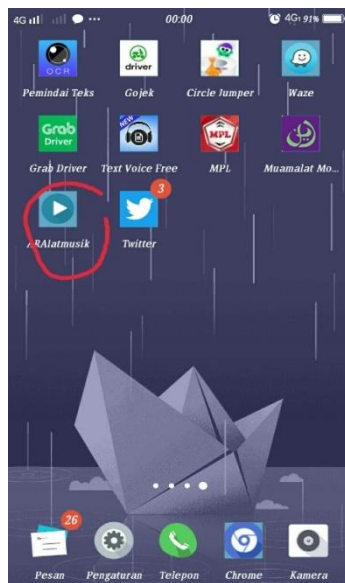 4G 00:00 4G↑ 91%
OCR driver
Pemindai Teks Gojek Circle Jumper Waze
Grab Driver NEW MPL
Grab Driver Text Voice Free MPL Muamalat Mo...
3
ARAlatmusik Twitter
26
Pesan Pengaturan Telepon Chrome Kamera